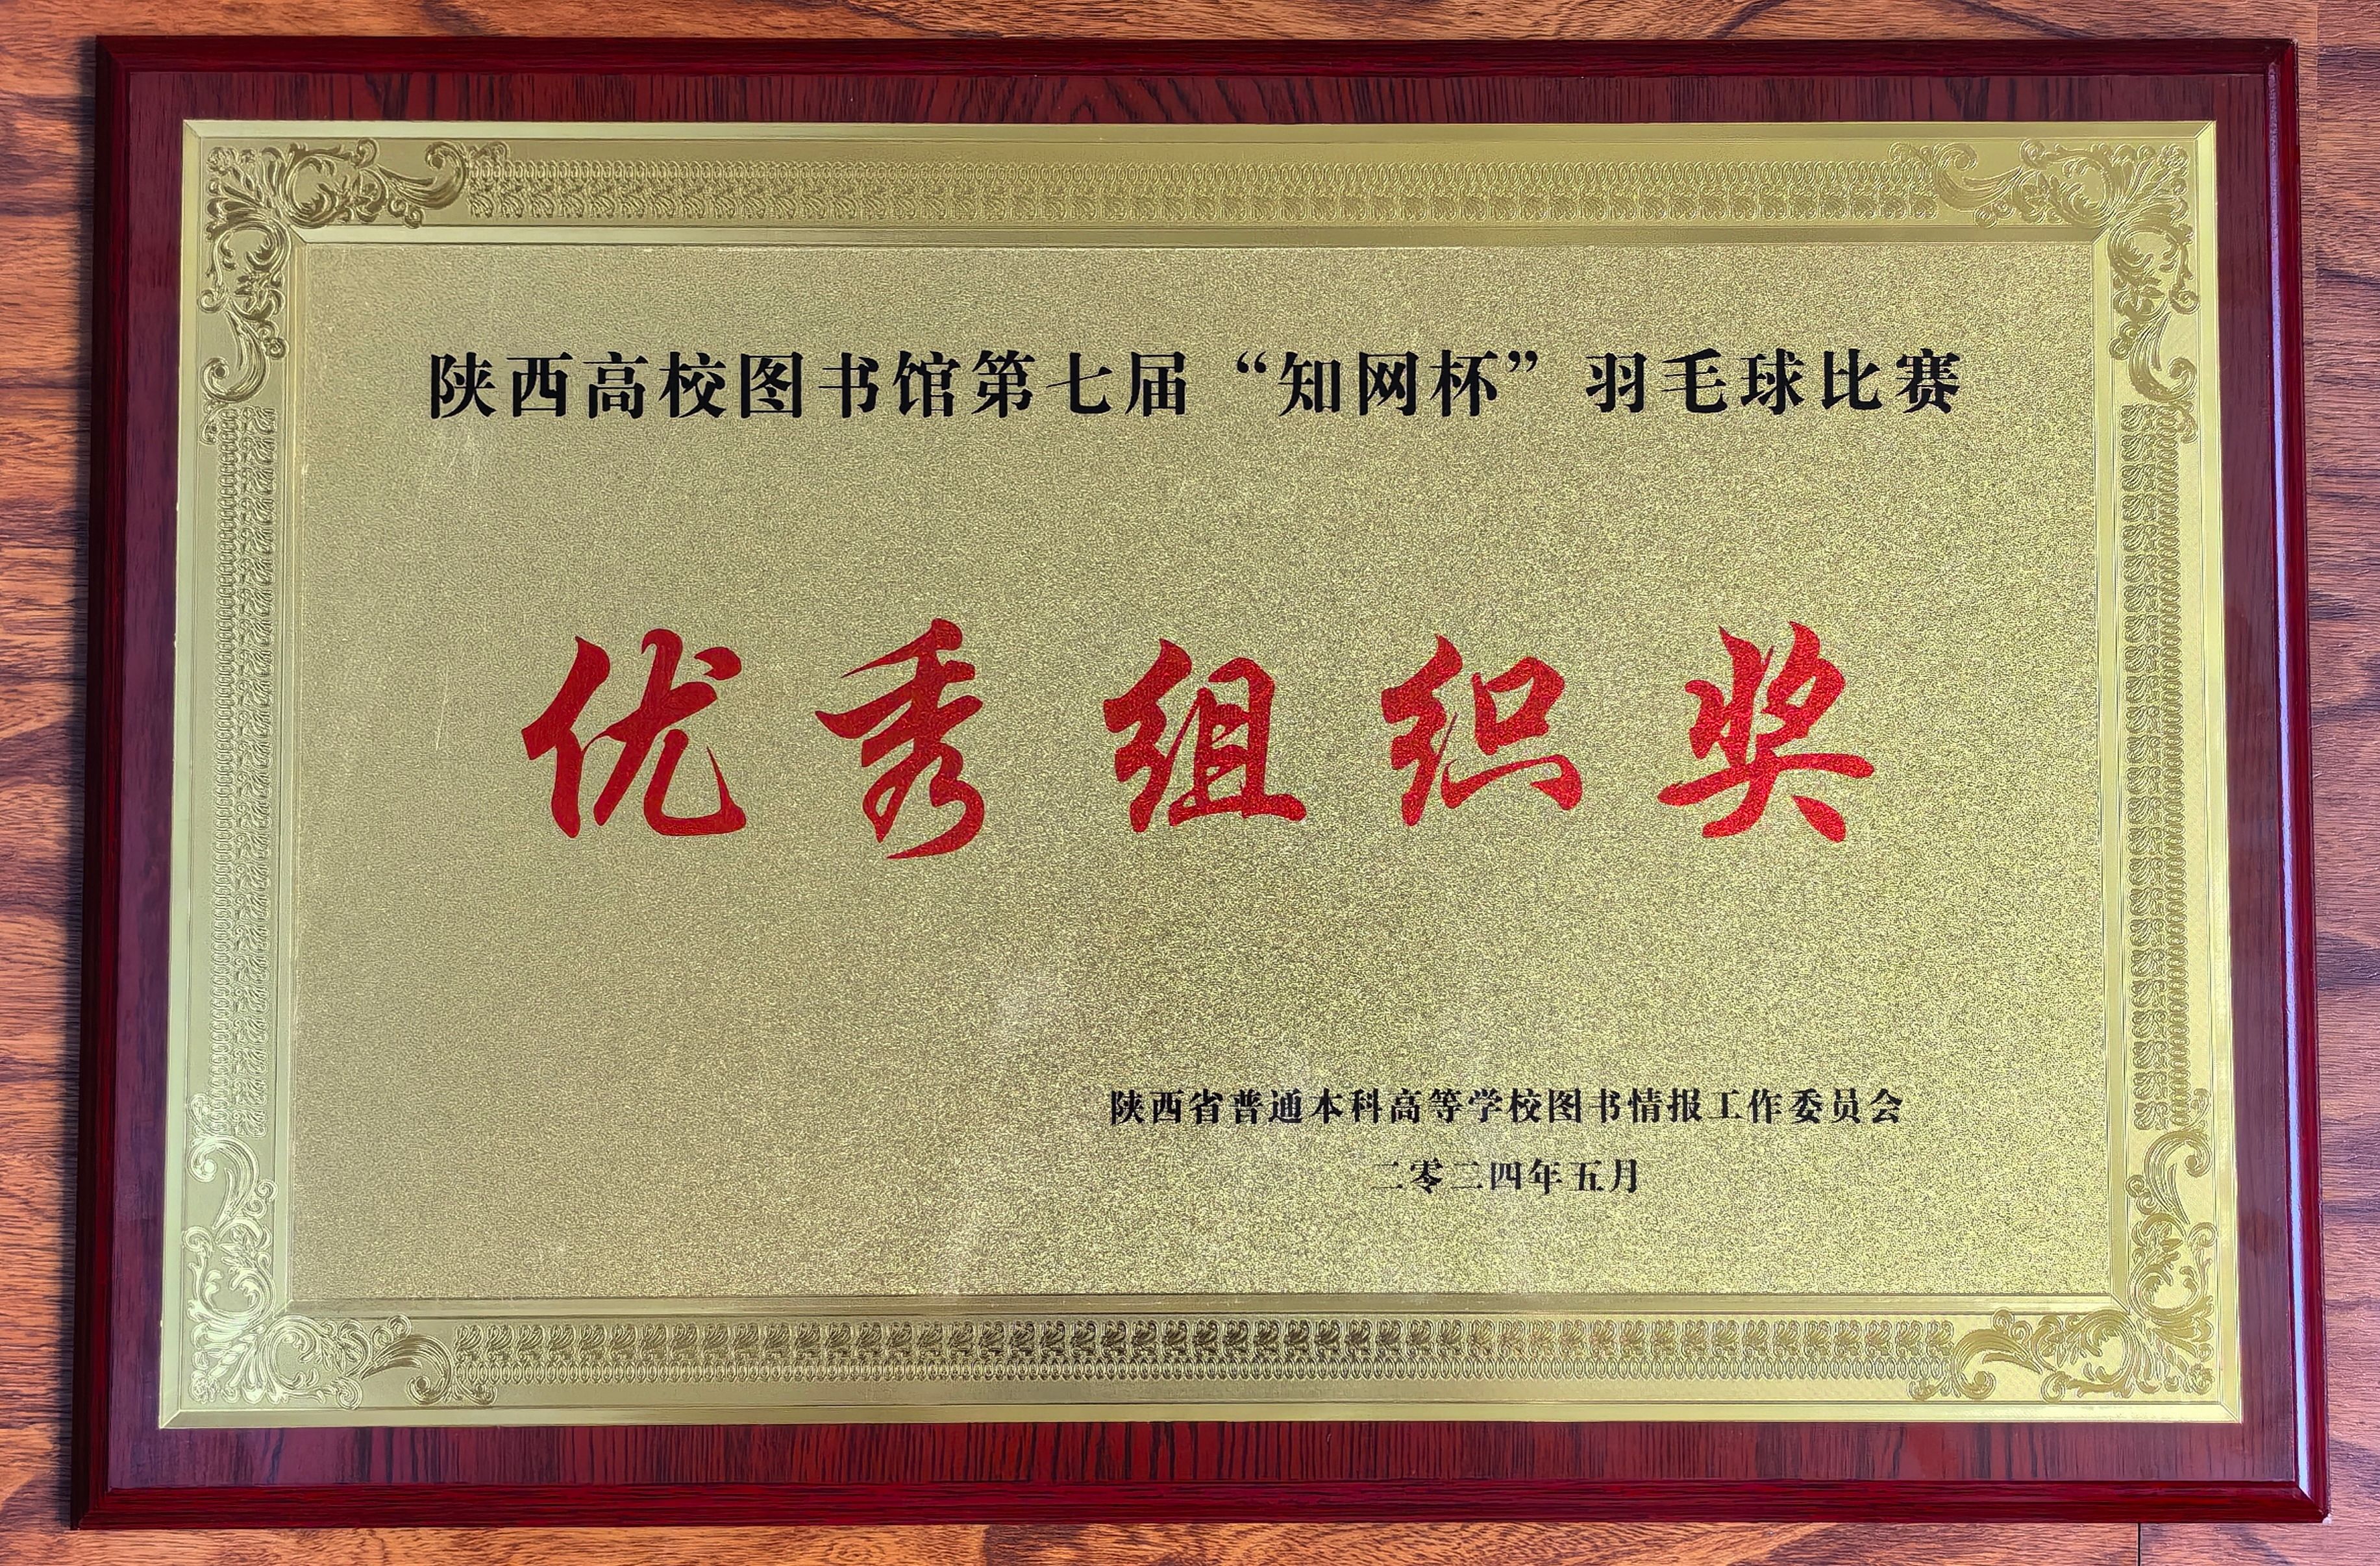 陕西高校图书馆第七届“知网杯”羽毛球比赛
优秀组织奖
陕西省普通本科高等学校图书情报工作委员会
二零二四年五月